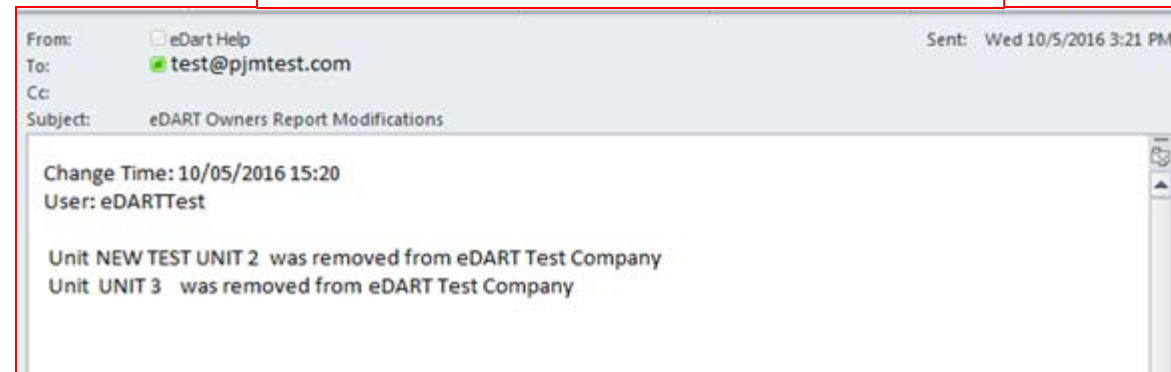 From: eDart Help Sent: Wed 10/5/2016 3:21 PM
To: test@pjmtest.com
Cc:
Subject: eDART Owners Report Modifications
Change Time: 10/05/2016 15:20
User: eDARTTest
Unit NEW TEST UNIT 2 was removed from eDART Test Company
Unit UNIT 3 was removed from eDART Test Company